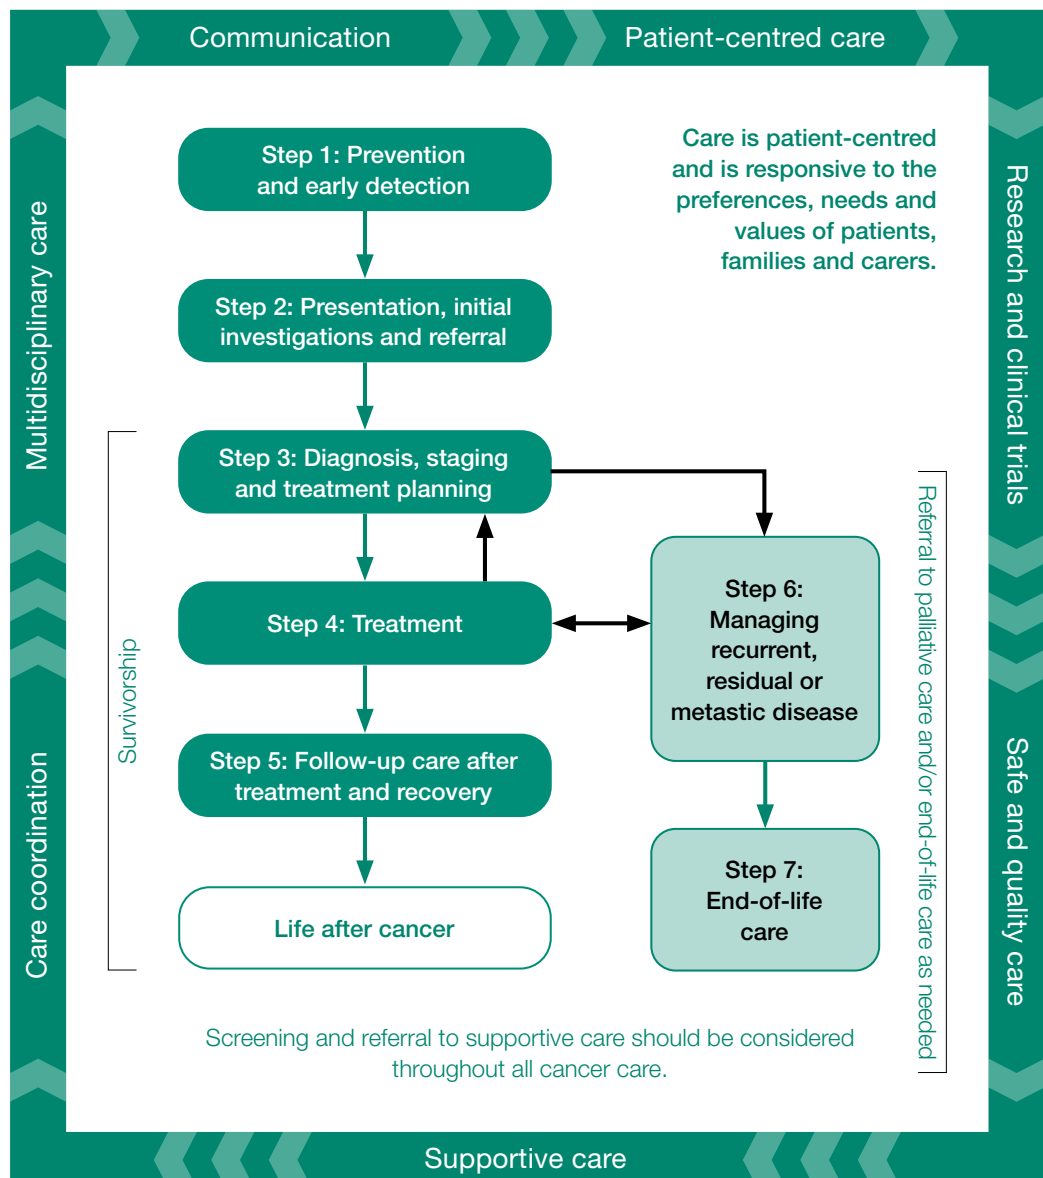 Communication
Patient-centred care
Multidisciplinary care
Care coordination
Research and clinical trials
Safe and quality care
Supportive care
Care is patient-centred
and is responsive to the
preferences, needs and
values of patients,
families and carers.
Step 1: Prevention
and early detection
Step 2: Presentation, initial
investigations and referral
Step 3: Diagnosis, staging
and treatment planning
Step 4: Treatment
Step 5: Follow-up care after
treatment and recovery
Life after cancer
Survivorship
Step 6:
Managing
recurrent,
residual or
metastic disease
Step 7:
End-of-life
care
Referral to palliative care and/or end-of-life care as needed
Screening and referral to supportive care should be considered
throughout all cancer care.